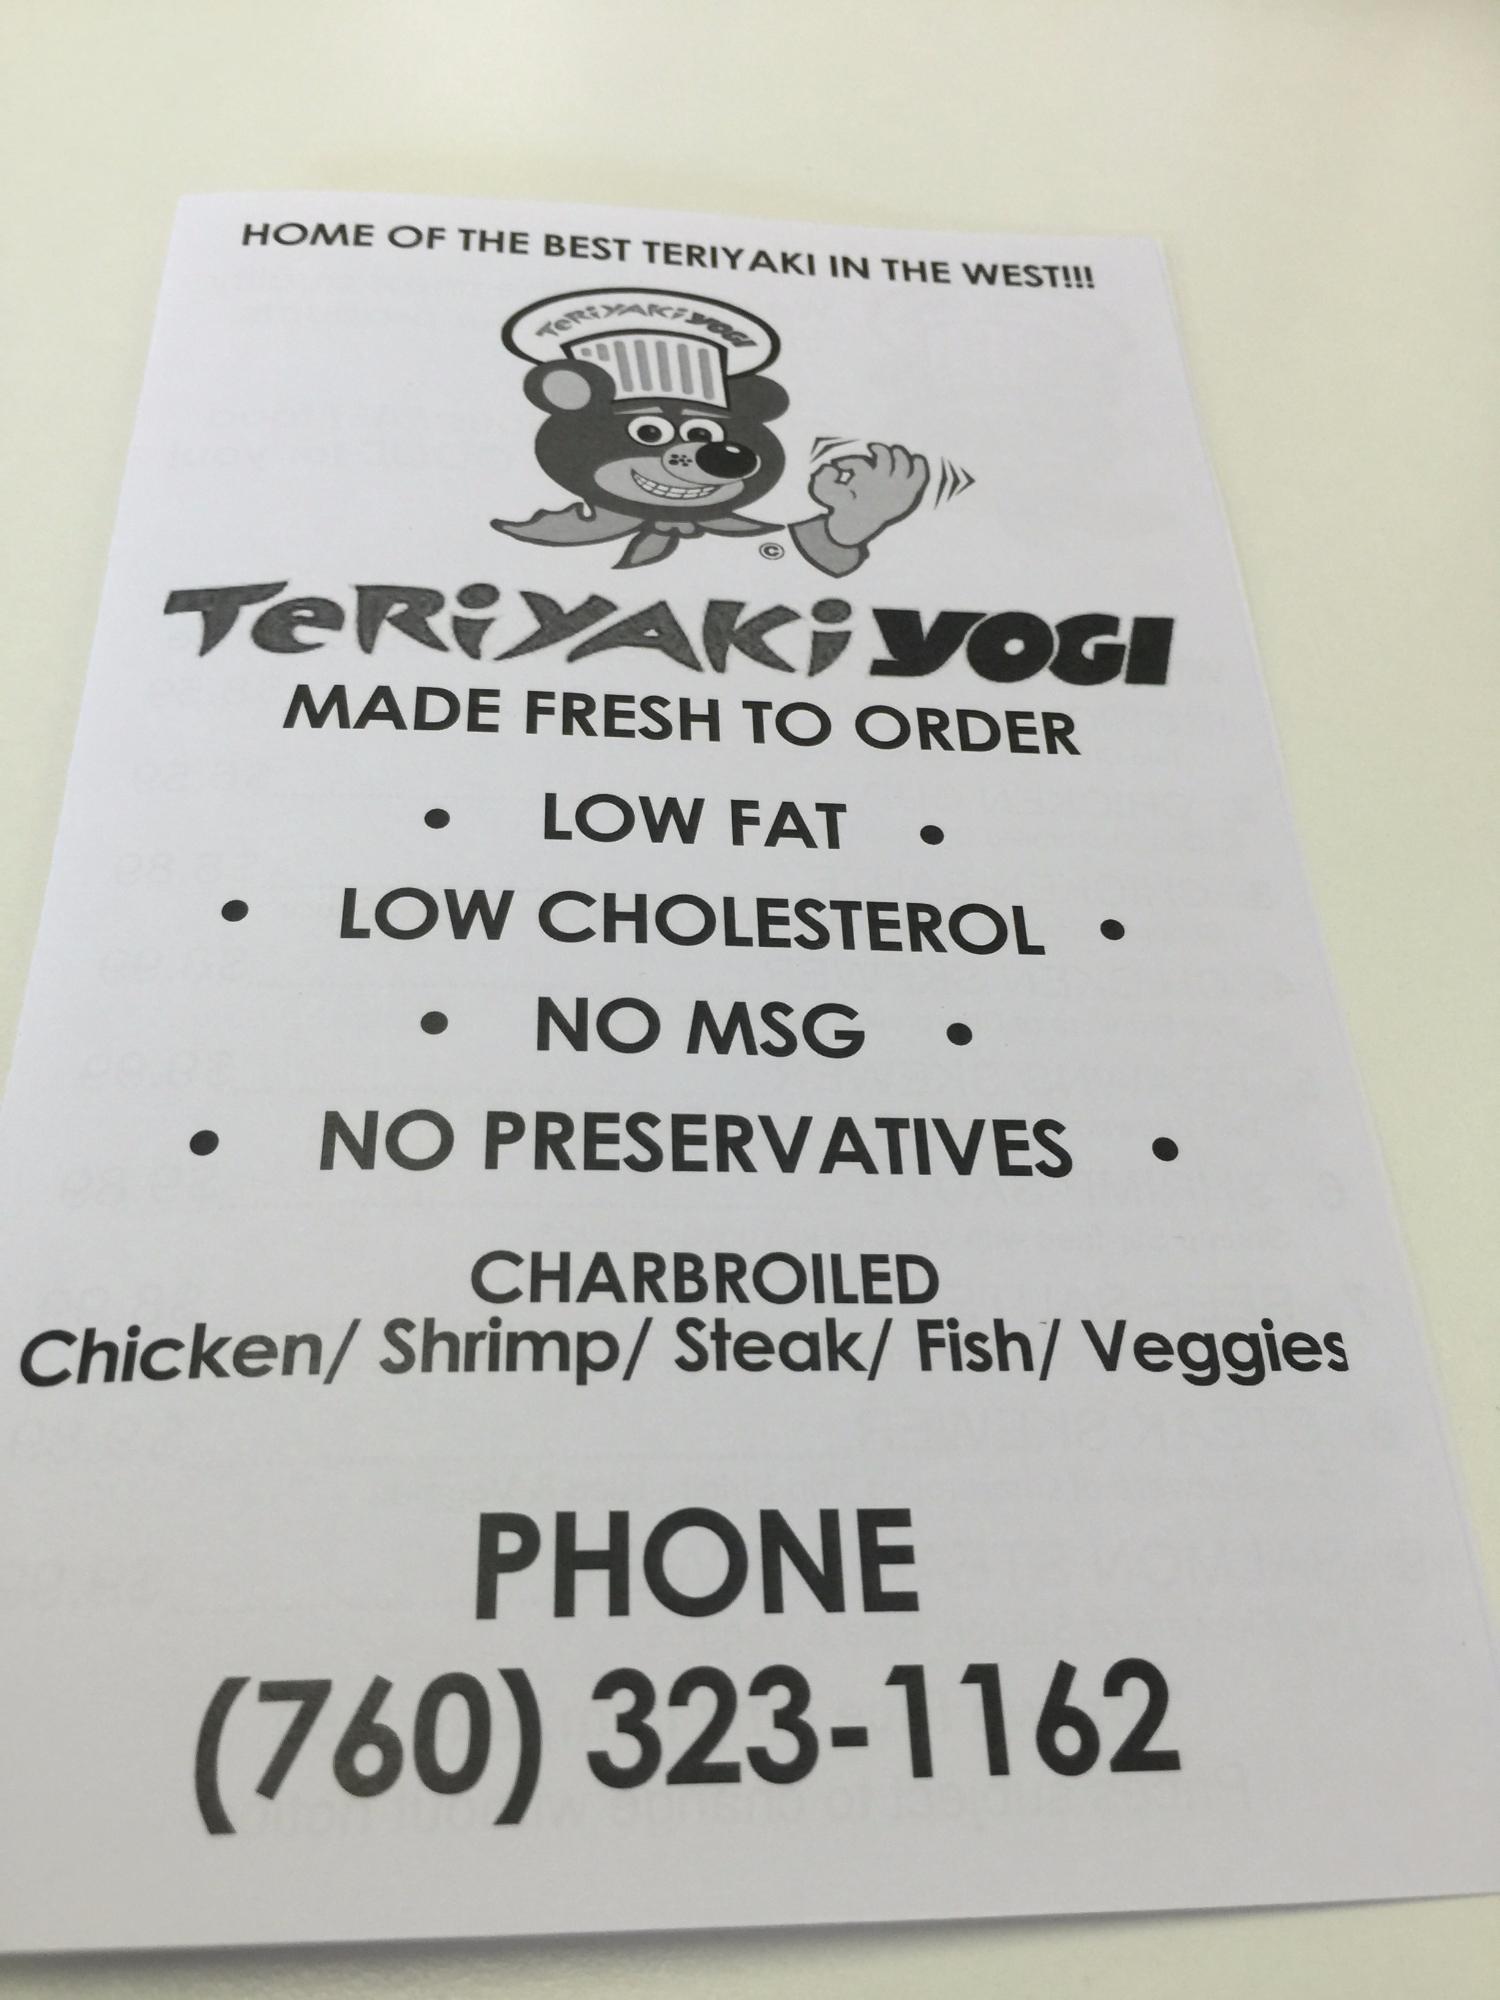 HOME OF THE BEST TERIYAKI IN THE WEST!!!
TeRiYAKi YOGI
©
TeRiYAKi YOGI
MADE FRESH TO ORDER
• LOW FAT •
• LOW CHOLESTEROL •
• NO MSG •
• NO PRESERVATIVES •
CHARBROILED
Chicken/ Shrimp/ Steak/ Fish/ Veggies
PHONE
(760) 323-1162